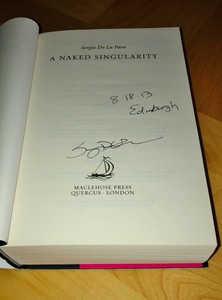 Sergio De La Pava
A NAKED SINGULARITY
8-18-13
Edinburgh
MACLEHOSE PRESS
QUERCUS · LONDON